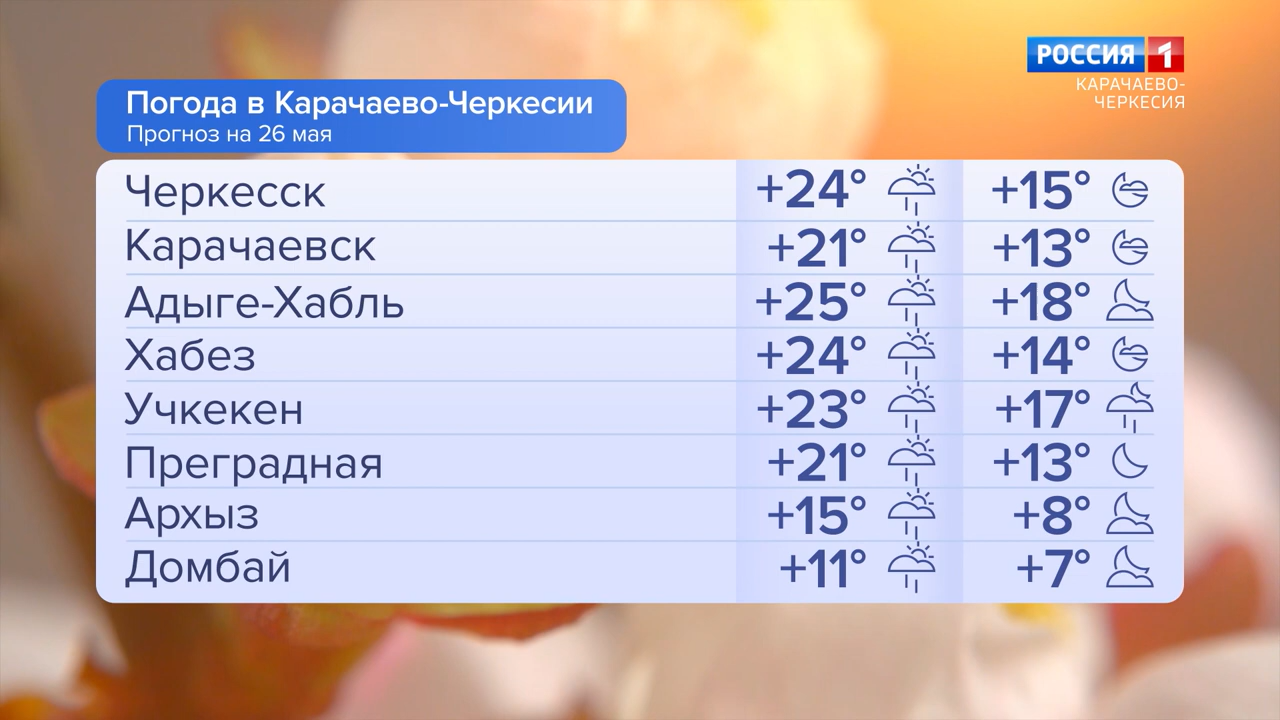 РОССИЯ 1
КАРАЧАЕВО-
ЧЕРКЕСИЯ
Погода в Карачаево-Черкесии
Прогноз на 26 мая
Черкесск +24° +15°
Карачаевск +21° +13°
Адыге-Хабль +25° +18°
Хабез +24° +14°
Учкекен +23° +17°
Преградная +21° +13°
Архыз +15° +8°
Домбай +11° +7°